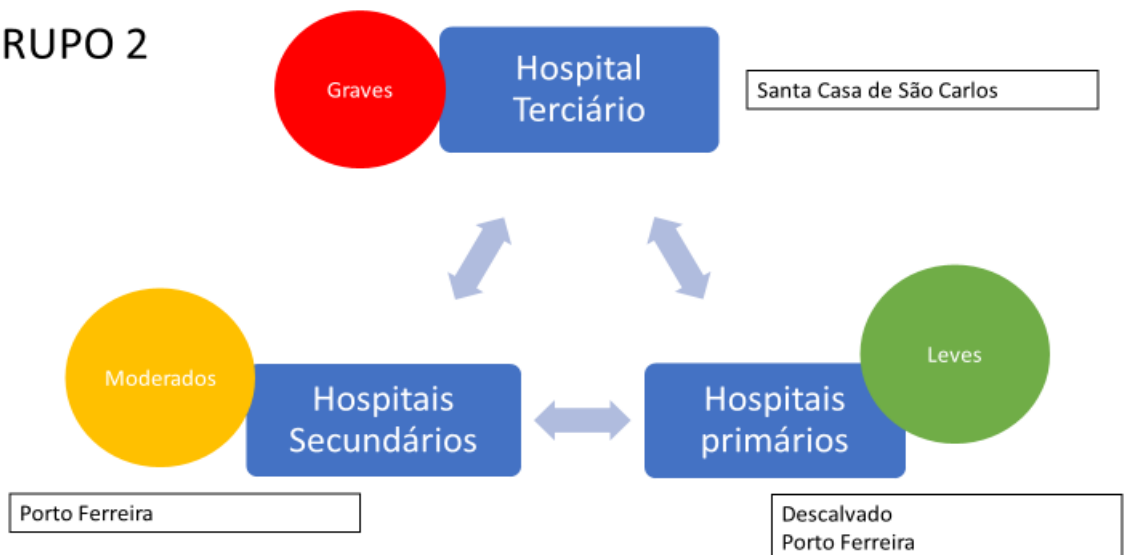 RUPO 2
Graves
Hospital
Terciário
Santa Casa de São Carlos
Moderados
Hospitais
Secundários
Leves
Hospitais
primários
Porto Ferreira
Descalvado
Porto Ferreira